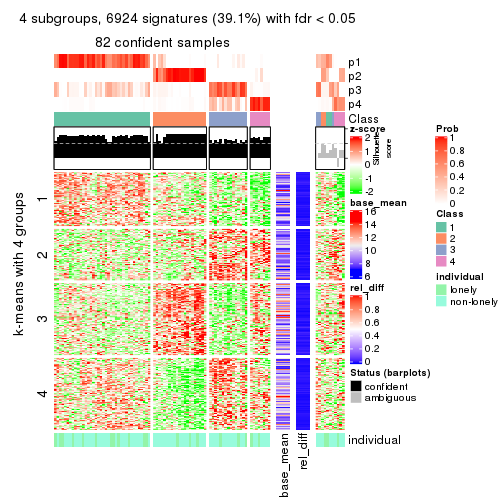 4 subgroups, 6924 signatures (39.1%) with fdr < 0.05
82 confident samples
p1
p2
p3
p4
Class
Silhouette score
k-means with 4 groups
1
2
3
4
individual
base_mean
rel_diff
z-score
2
1
0
-1
-2
base_mean
16
14
12
10
8
6
rel_diff
1
0.8
0.6
0.4
0.2
0
Status (barplots)
confident
ambiguous
Prob
1
0.8
0.6
0.4
0.2
0
Class
1
2
3
4
individual
lonely
non-lonely